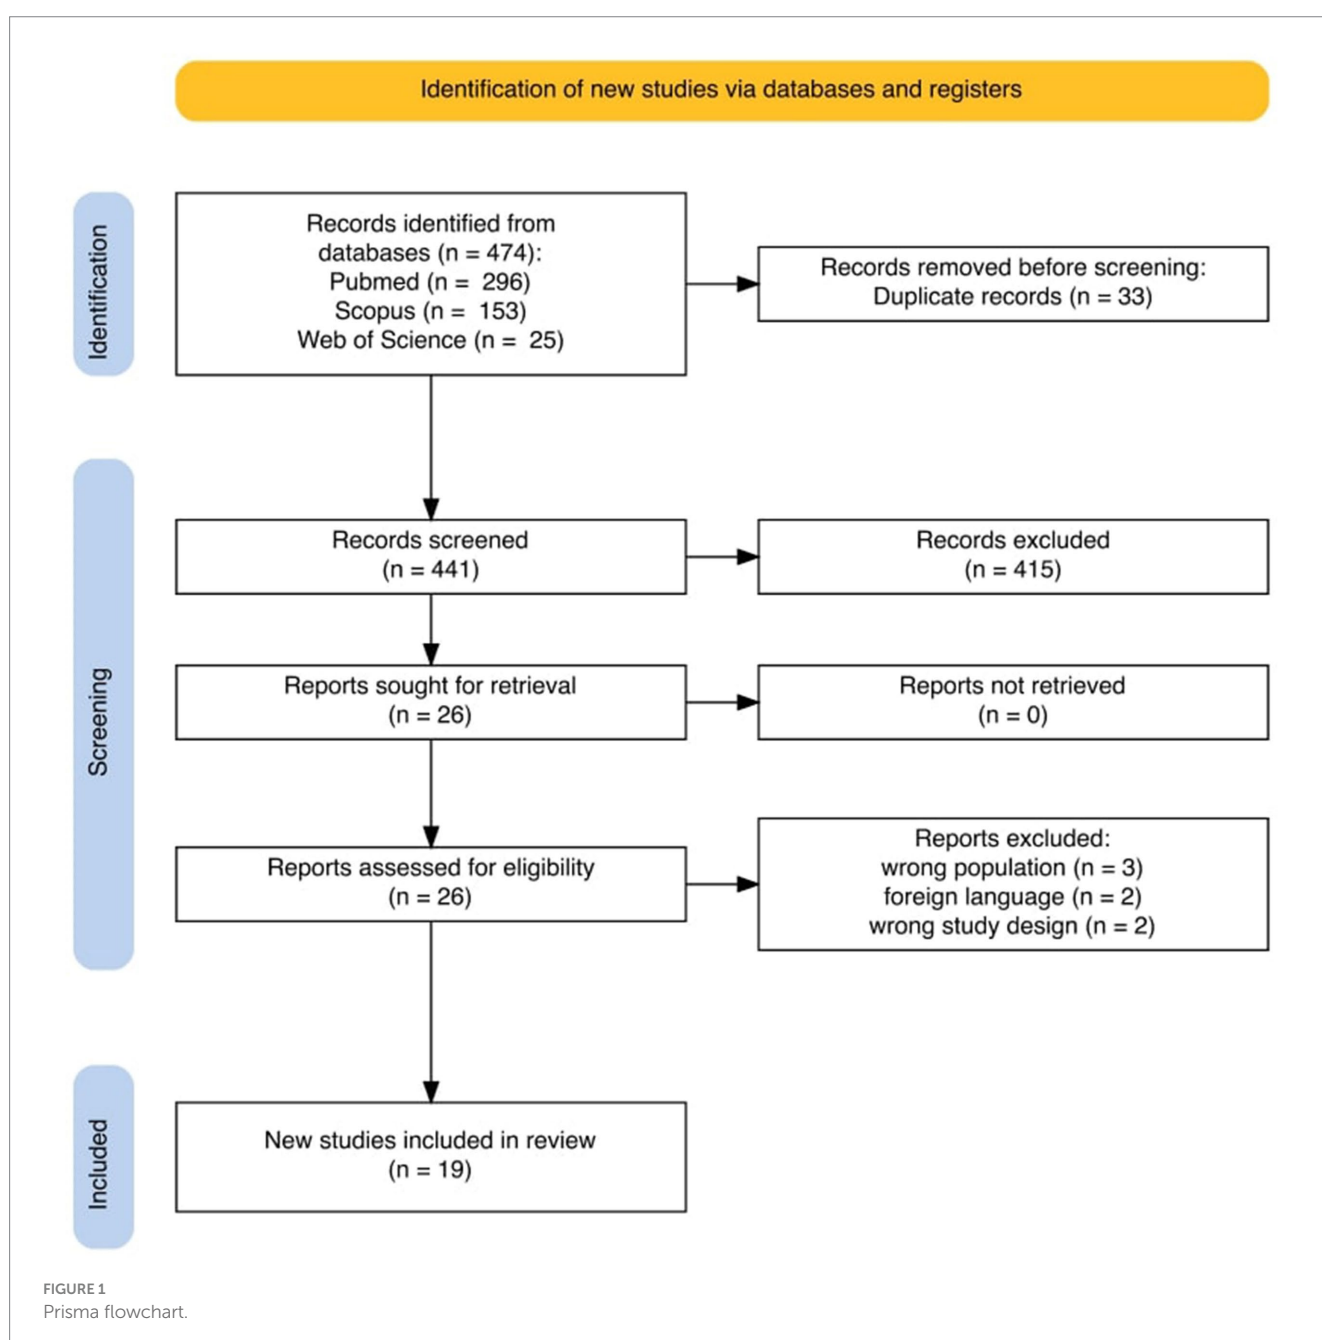 Identification of new studies via databases and registers
Identification
Records identified from
databases (n = 474):
Pubmed (n = 296)
Scopus (n = 153)
Web of Science (n = 25)
Records removed before screening:
Duplicate records (n = 33)
Screening
Records screened
(n = 441)
Records excluded
(n = 415)
Reports sought for retrieval
(n = 26)
Reports not retrieved
(n = 0)
Reports assessed for eligibility
(n = 26)
Reports excluded:
wrong population (n = 3)
foreign language (n = 2)
wrong study design (n = 2)
Included
New studies included in review
(n = 19)
FIGURE 1
Prisma flowchart.